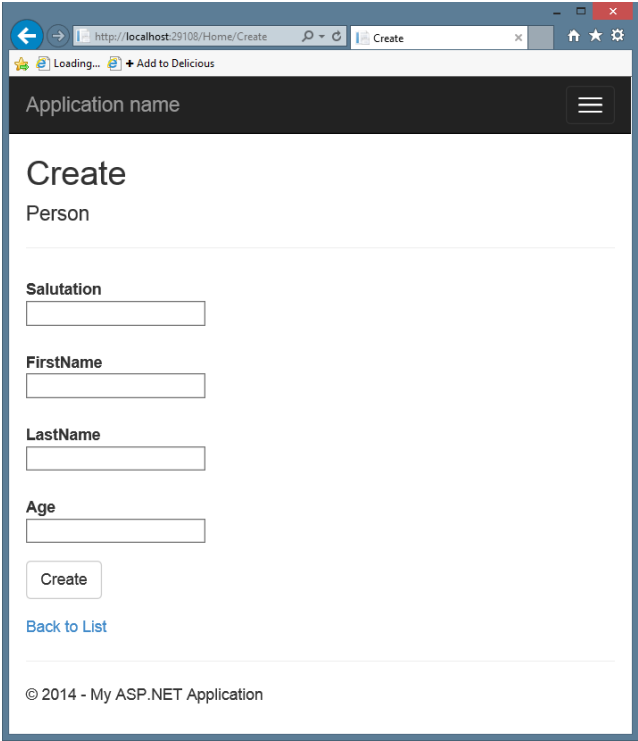 http://localhost:29108/Home/Create
Create
Loading...
+ Add to Delicious
Application name
Create
Person
Salutation
FirstName
LastName
Age
Create
Back to List
© 2014 - My ASP.NET Application